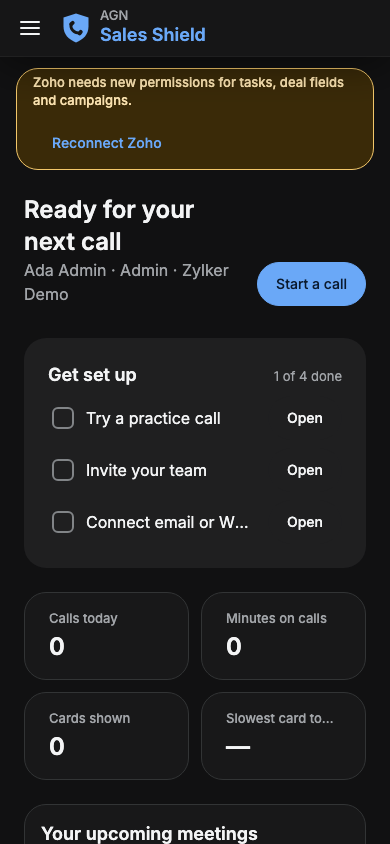 AGN
Sales Shield
Zoho needs new permissions for tasks, deal fields
and campaigns.
Reconnect Zoho
Ready for your
next call
Ada Admin · Admin · Zylker
Demo
Start a call
Get set up
1 of 4 done
Try a practice call
Open
Invite your team
Open
Connect email or W...
Open
Calls today
0
Minutes on calls
0
Cards shown
0
Slowest card to...
—
Your upcoming meetings